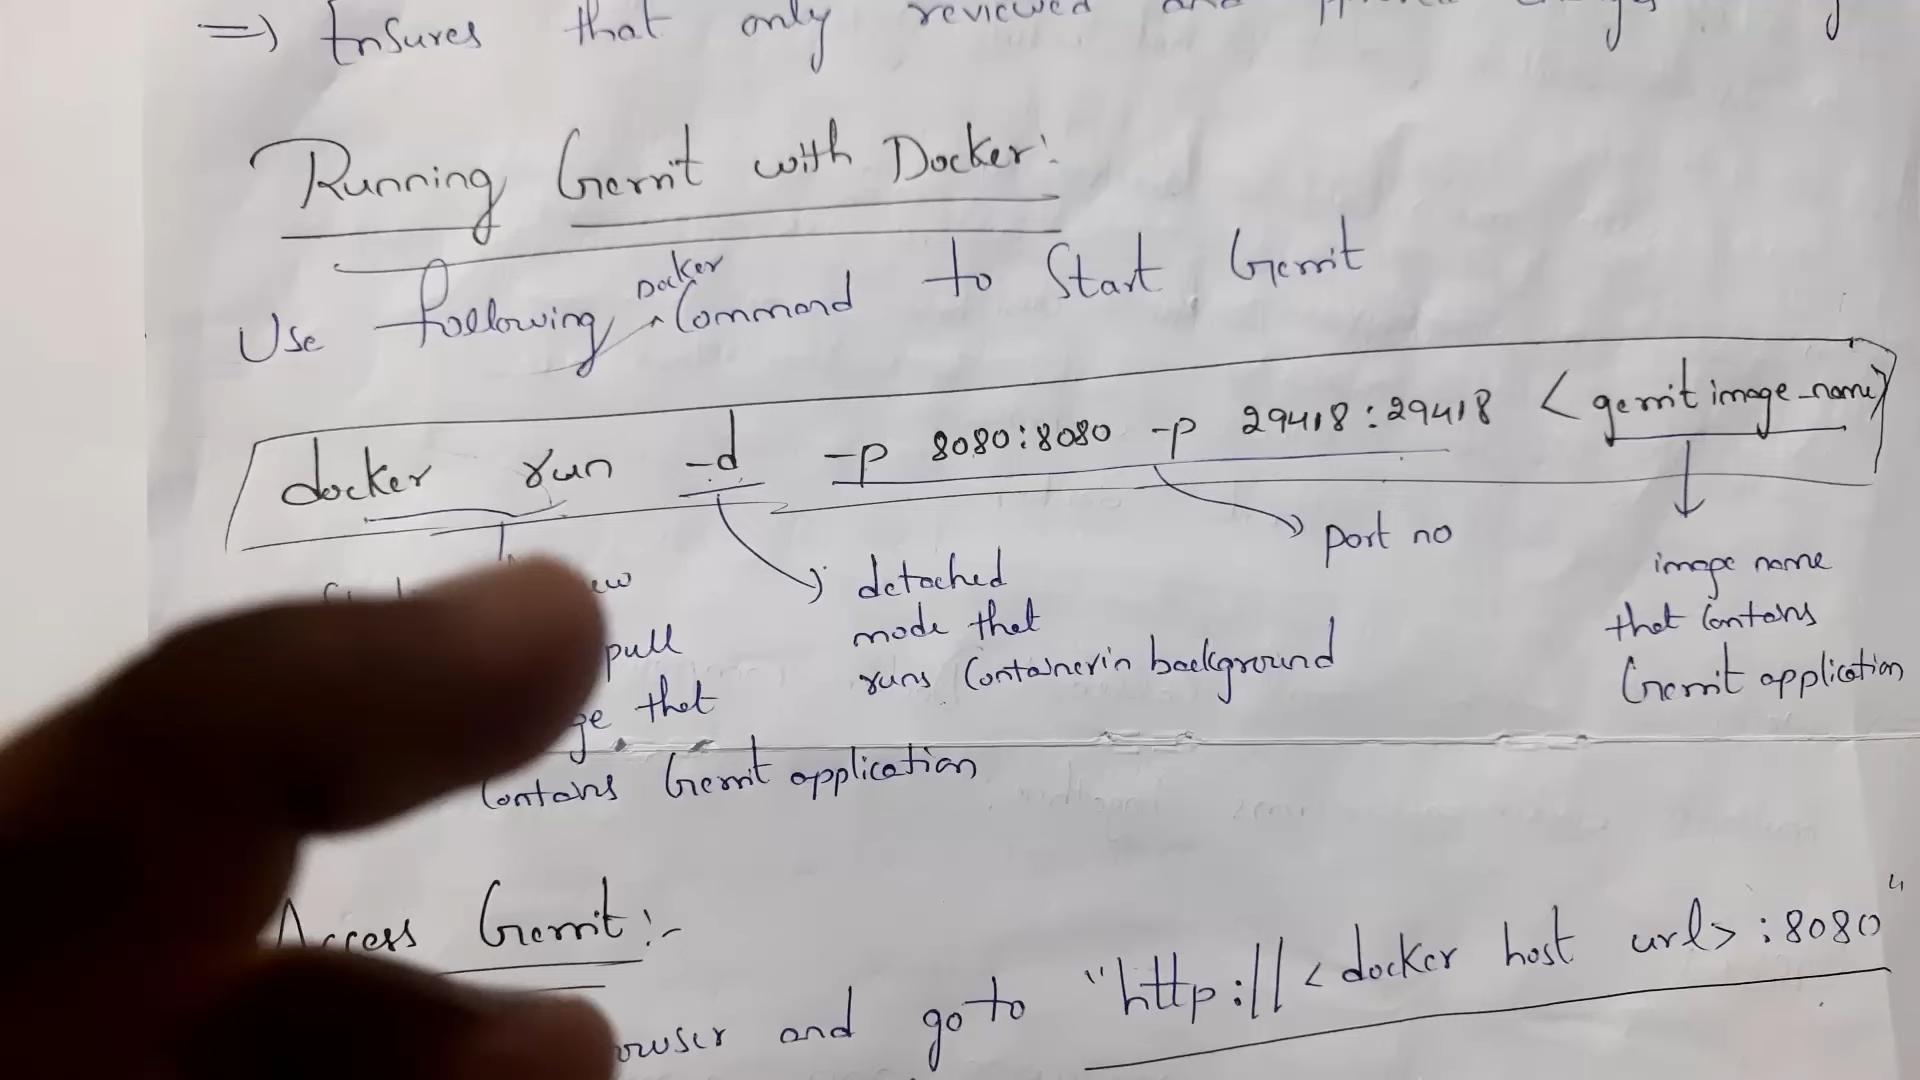 => Ensures that only reviewed and
Running Gerrit with Docker:
Use following Docker Command to Start Gerrit
docker run -d -p 8080:8080 -p 29418:29418 <gerrit image_name>
port no
detached
mode that
runs Container in background
image name
that Contains
Gerrit application
pull
that
Contains Gerrit application
Access Gerrit:-
and go to "http://<docker host url>:8080"